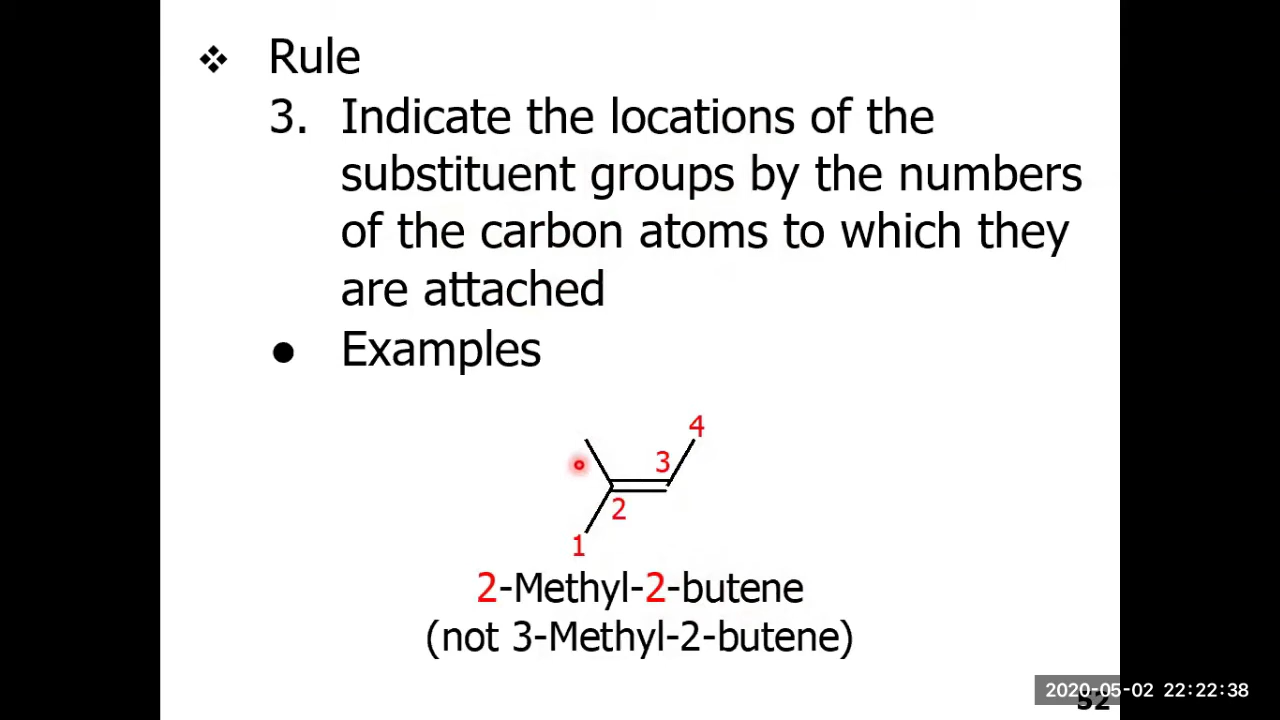 ❖ Rule
3. Indicate the locations of the
substituent groups by the numbers
of the carbon atoms to which they
are attached
● Examples
4
3
2
1
2-Methyl-2-butene
(not 3-Methyl-2-butene)
2020-05-02 22:22:38
52